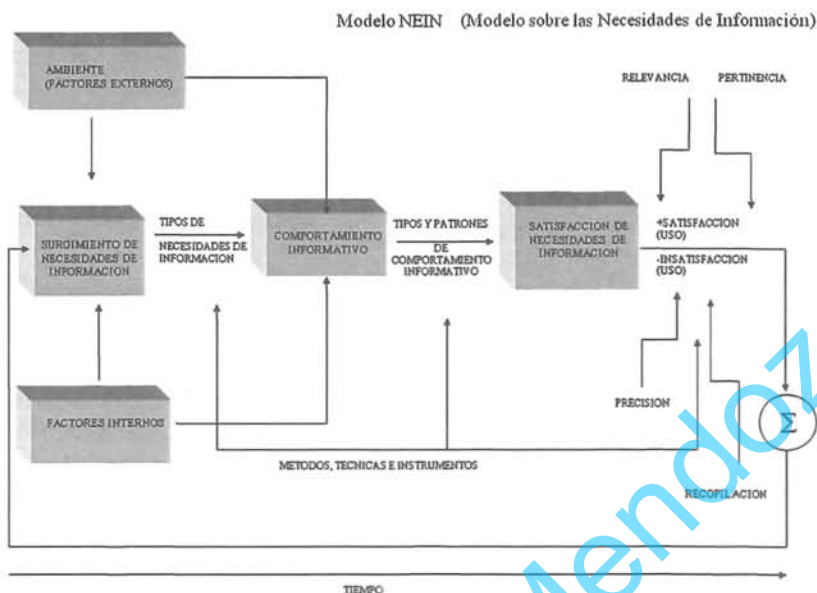 Modelo NEIN (Modelo sobre las Necesidades de Información)
AMBIENTE
(FACTORES EXTERNOS)
RELEVANCIA PERTINENCIA
SURGIMIENTO DE
NECESIDADES DE
INFORMACION
TIPOS DE
NECESIDADES DE
INFORMACION
COMPORTAMIENTO
INFORMATIVO
TIPOS Y PATRONES
DE
COMPORTAMIENTO
INFORMATIVO
SATISFACCION DE
NECESIDADES DE
INFORMACION
+SATISFACCION
(USO)
-INSATISFACCION
(USO)
FACTORES INTERNOS
PRECISION
Σ
METODOS, TECNICAS E INSTRUMENTOS
RECOPILACION
TIEMPO
Mendoz